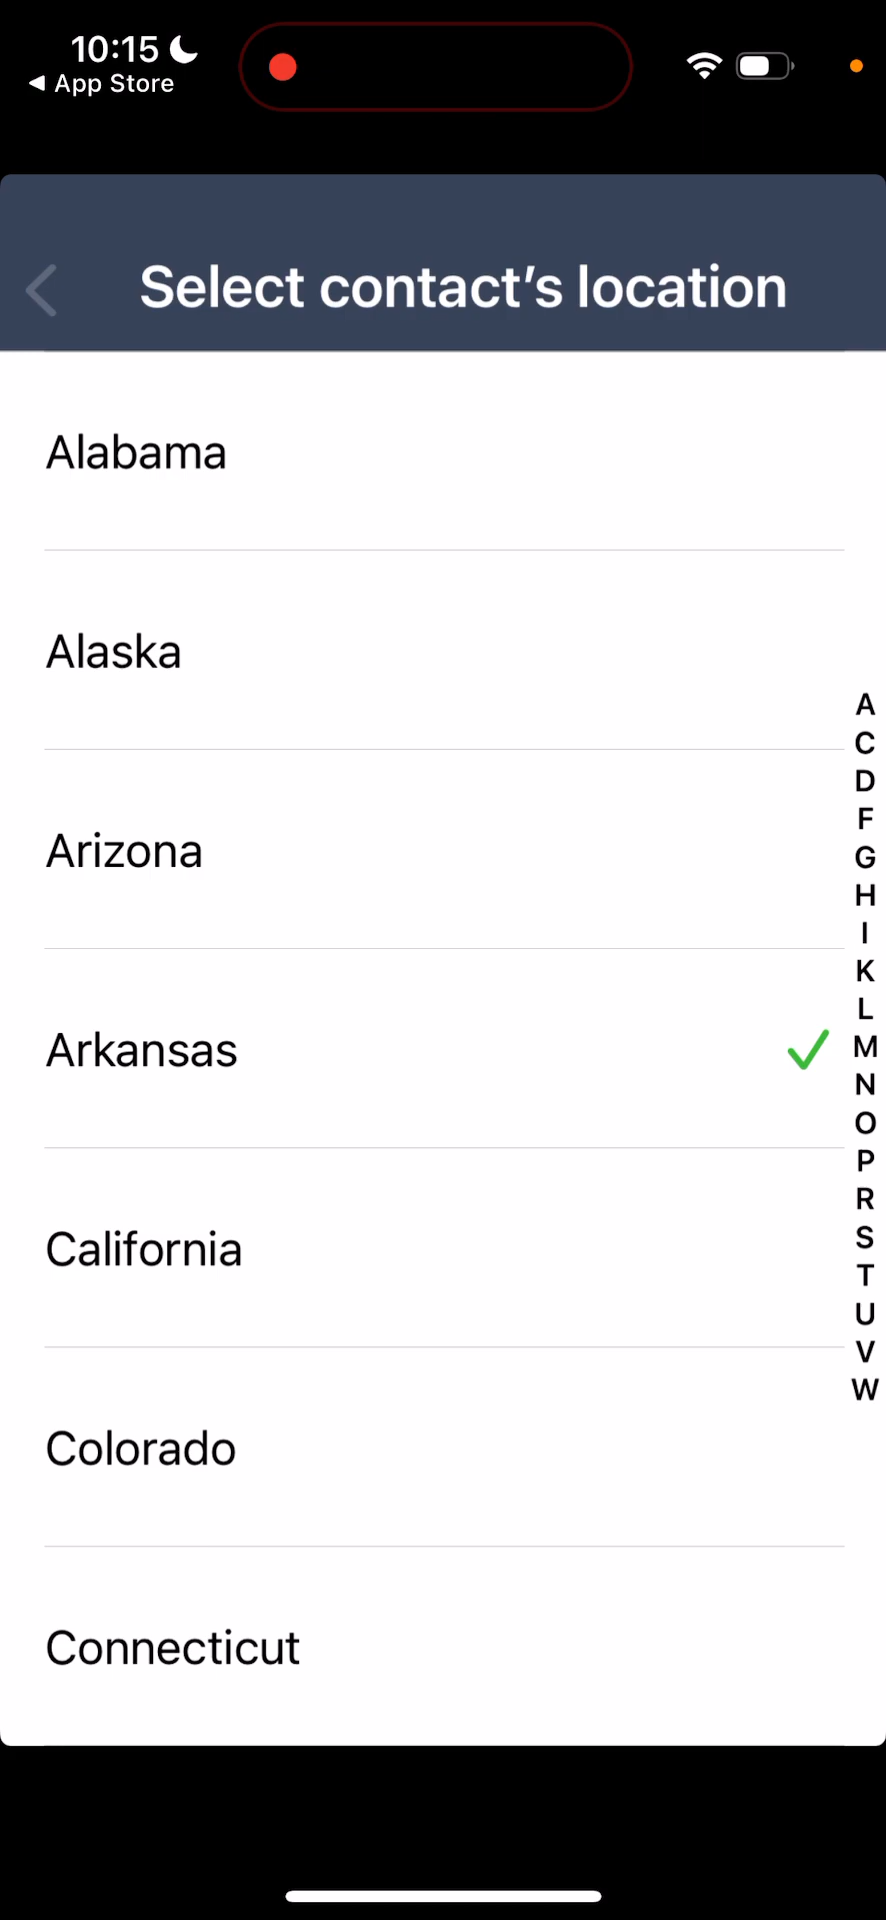 10:15
◀ App Store
Select contact’s location
Alabama
Alaska
Arizona
Arkansas
California
Colorado
Connecticut
A
C
D
F
G
H
I
K
L
M
N
O
P
R
S
T
U
V
W